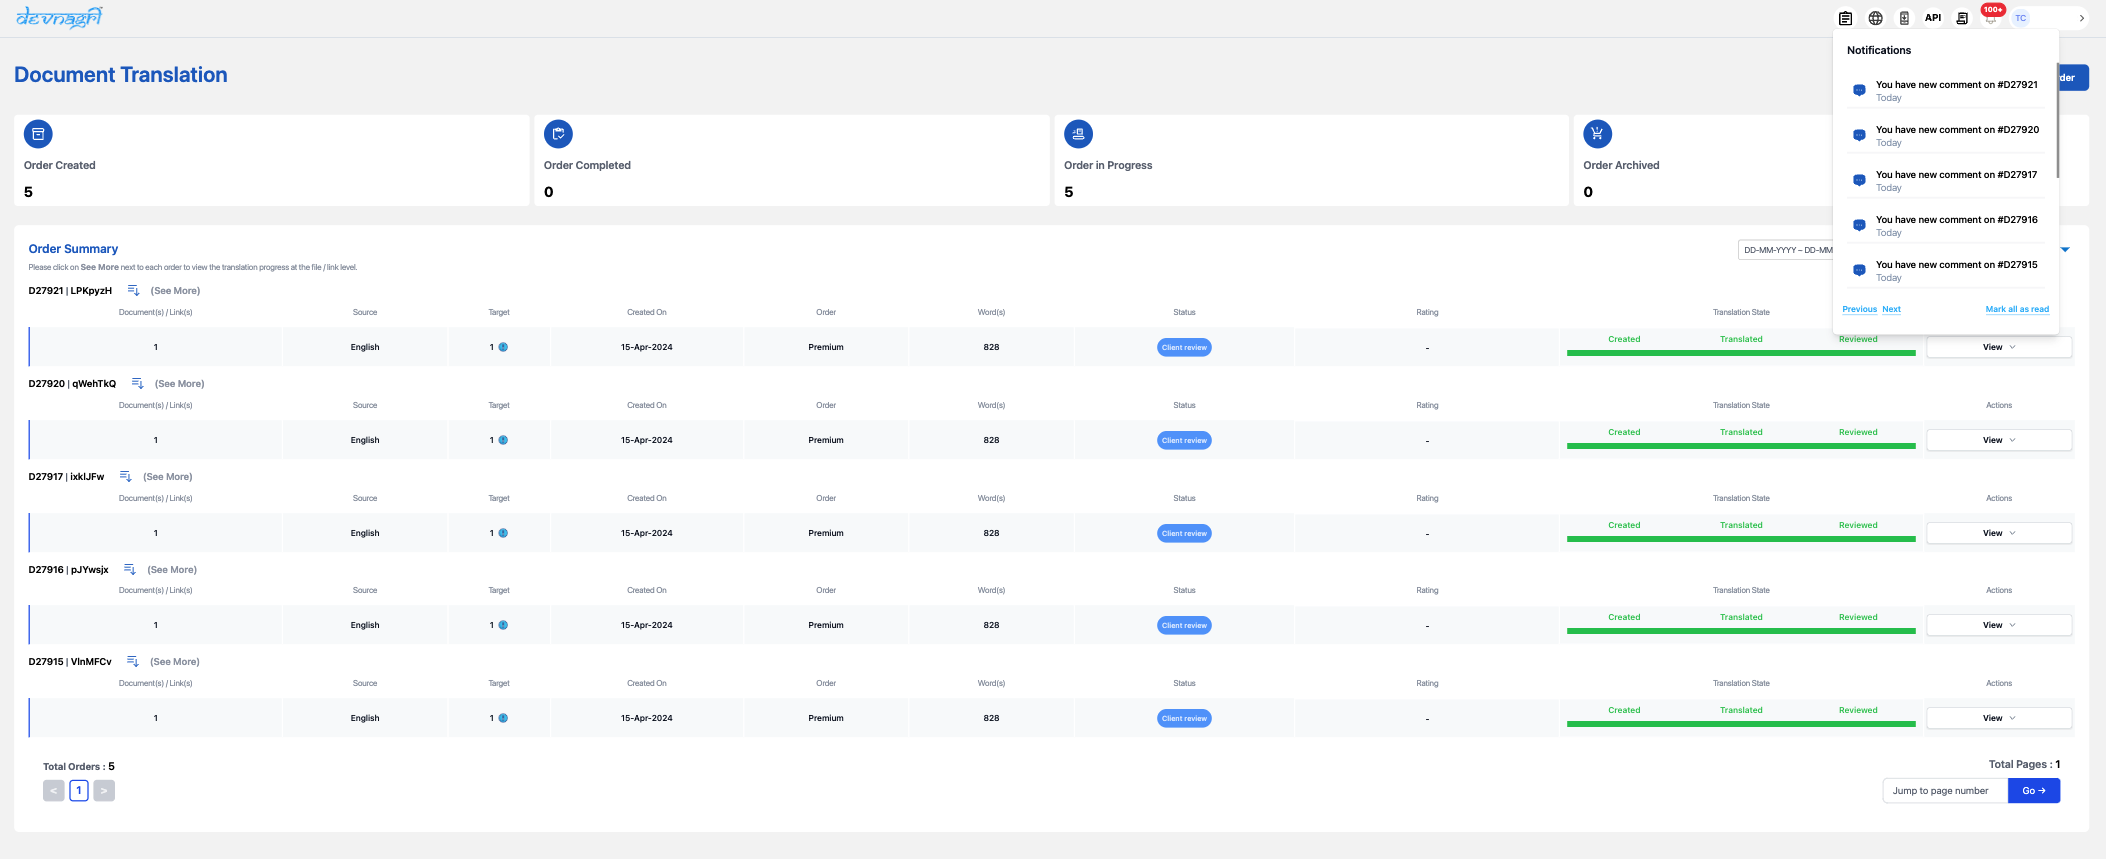 devnagri
API
100+
TC
Notifications
You have new comment on #D27921
Today
You have new comment on #D27920
Today
You have new comment on #D27917
Today
You have new comment on #D27916
Today
You have new comment on #D27915
Today
Previous Next Mark all as read
Document Translation
Order Created
5
Order Completed
0
Order in Progress
5
Order Archived
0
Order Summary
DD-MM-YYYY – DD-MM
Please click on See More next to each order to view the translation progress at the file / link level.
D27921 | LPKpyzH (See More)
Document(s) / Link(s) Source Target Created On Order Word(s) Status Rating Translation State
1 English 1 15-Apr-2024 Premium 828 Client review - Created Translated Reviewed View
D27920 | qWehTkQ (See More)
Document(s) / Link(s) Source Target Created On Order Word(s) Status Rating Translation State Actions
1 English 1 15-Apr-2024 Premium 828 Client review - Created Translated Reviewed View
D27917 | (See More)
Document(s) / Link(s) Source Target Created On Order Word(s) Status Rating Translation State Actions
1 English 1 15-Apr-2024 Premium 828 Client review - Created Translated Reviewed View
D27916 | pJYwsjx (See More)
Document(s) / Link(s) Source Target Created On Order Word(s) Status Rating Translation State Actions
1 English 1 15-Apr-2024 Premium 828 Client review - Created Translated Reviewed View
D27915 | (See More)
Document(s) / Link(s) Source Target Created On Order Word(s) Status Rating Translation State Actions
1 English 1 15-Apr-2024 Premium 828 Client review - Created Translated Reviewed View
Total Orders : 5
< 1 >
Total Pages : 1
Jump to page number Go →